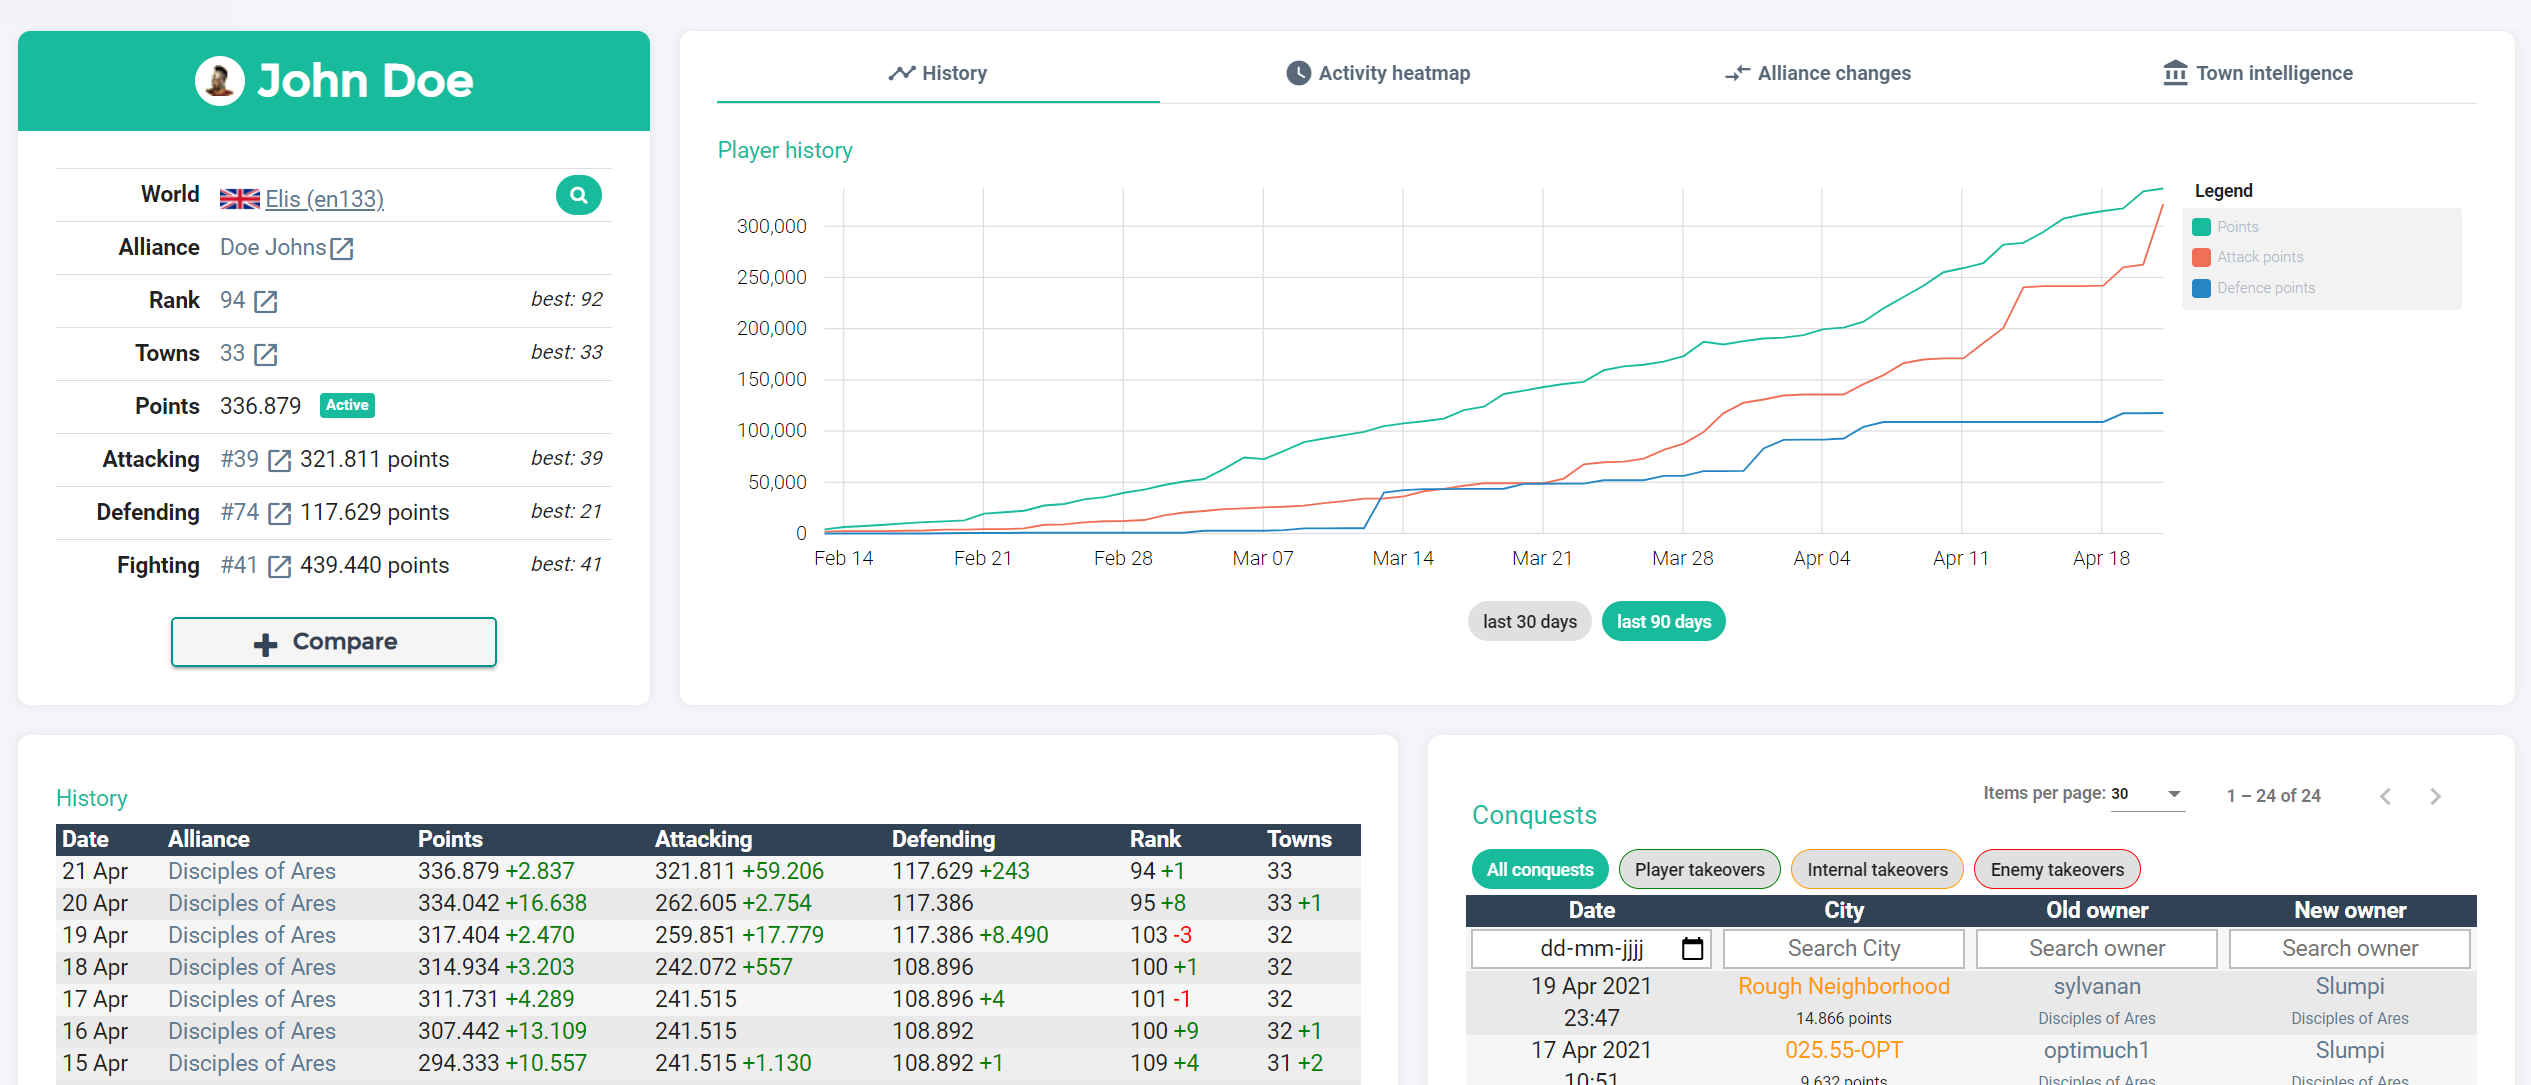 John Doe
World Elis (en133)
Alliance Doe Johns
Rank 94 best: 92
Towns 33 best: 33
Points 336.879 Active
Attacking #39 321.811 points best: 39
Defending #74 117.629 points best: 21
Fighting #41 439.440 points best: 41
Compare
History Activity heatmap Alliance changes Town intelligence
Player history
300,000
250,000
200,000
150,000
100,000
50,000
0
Feb 14 Feb 21 Feb 28 Mar 07 Mar 14 Mar 21 Mar 28 Apr 04 Apr 11 Apr 18
Legend
Points
Attack points
Defence points
last 30 days last 90 days
History
Date Alliance Points Attacking Defending Rank Towns
21 Apr Disciples of Ares 336.879 +2.837 321.811 +59.206 117.629 +243 94 +1 33
20 Apr Disciples of Ares 334.042 +16.638 262.605 +2.754 117.386 95 +8 33 +1
19 Apr Disciples of Ares 317.404 +2.470 259.851 +17.779 117.386 +8.490 103 -3 32
18 Apr Disciples of Ares 314.934 +3.203 242.072 +557 108.896 100 +1 32
17 Apr Disciples of Ares 311.731 +4.289 241.515 108.896 +4 101 -1 32
16 Apr Disciples of Ares 307.442 +13.109 241.515 108.892 100 +9 32 +1
15 Apr Disciples of Ares 294.333 +10.557 241.515 +1.130 108.892 +1 109 +4 31 +2
Items per page: 30 1 – 24 of 24
Conquests
All conquests Player takeovers Internal takeovers Enemy takeovers
Date City Old owner New owner
dd-mm-jjjj Search City Search owner Search owner
19 Apr 2021 Rough Neighborhood sylvanan Slumpi
23:47 14.866 points Disciples of Ares Disciples of Ares
17 Apr 2021 025.55-OPT optimuch1 Slumpi
10:51 9.632 points Disciples of Ares Disciples of Ares